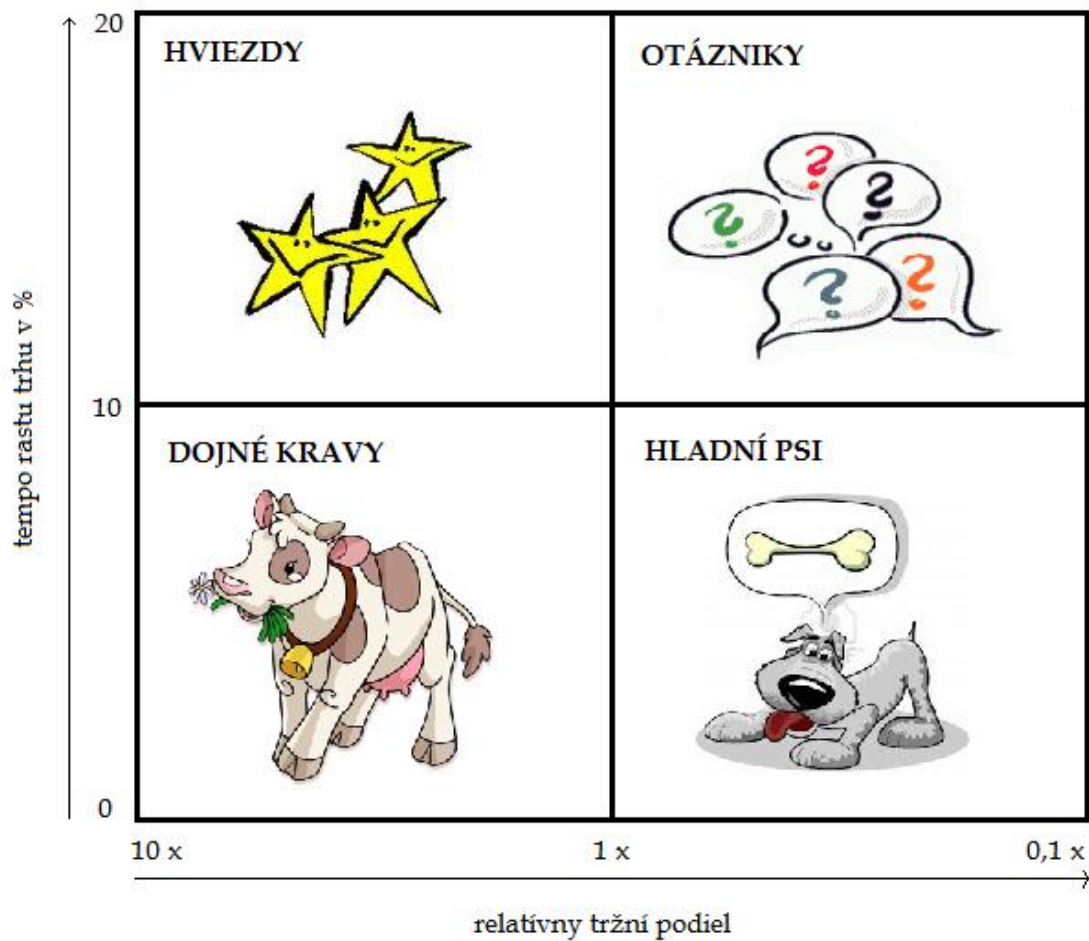 20
HVIEZDY
OTÁZNIKY
? ? ? ? ?
tempo rastu trhu v %
10
DOJNÉ KRAVY
HLADNÍ PSI
0
10 x
1 x
0,1 x
relatívny tržní podiel